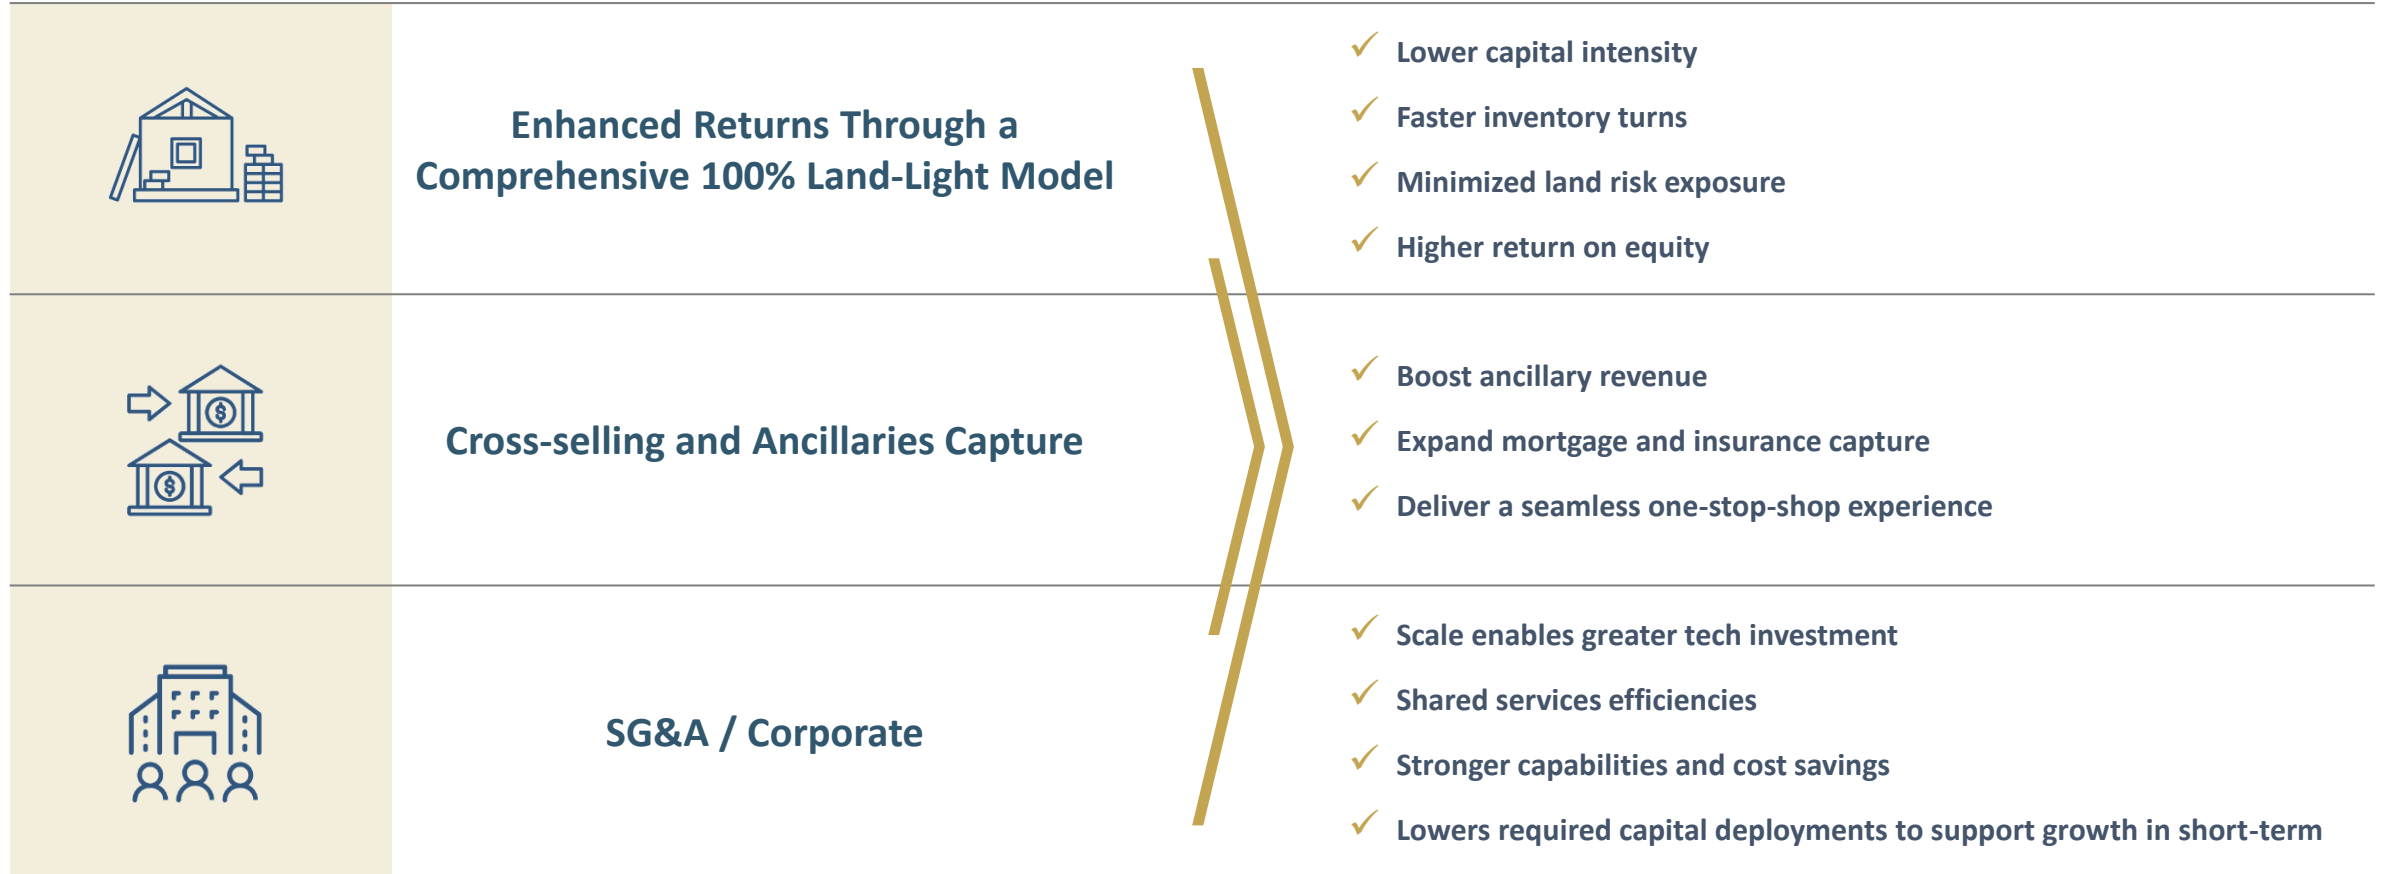 Enhanced Returns Through a
Comprehensive 100% Land-Light Model
Lower capital intensity
Faster inventory turns
Minimized land risk exposure
Higher return on equity
$
$
Cross-selling and Ancillaries Capture
Boost ancillary revenue
Expand mortgage and insurance capture
Deliver a seamless one-stop-shop experience
SG&A / Corporate
Scale enables greater tech investment
Shared services efficiencies
Stronger capabilities and cost savings
Lowers required capital deployments to support growth in short-term